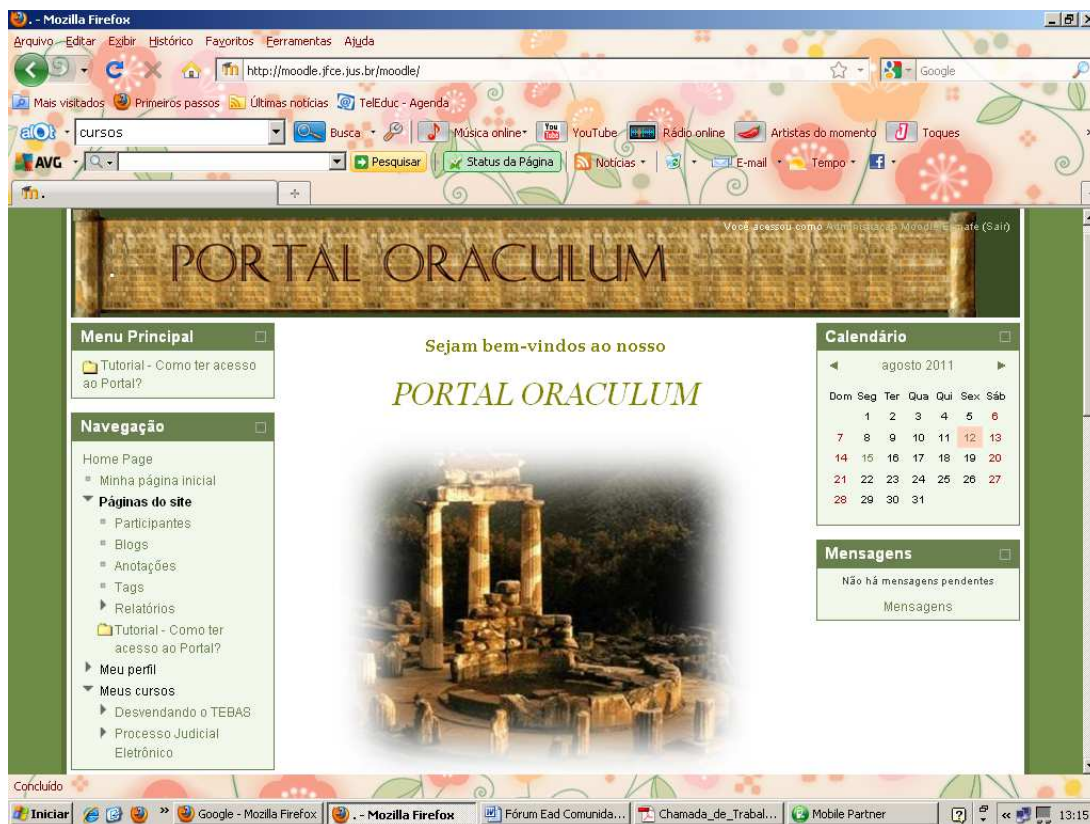 . - Mozilla Firefox
Arquivo Editar Exibir Histórico Favoritos Ferramentas Ajuda
http://moodle.jfce.jus.br/moodle/
Google
Mais visitados Primeiros passos Últimas notícias TelEduc - Agenda
cursos Busca Música online YouTube Rádio online Artistas do momento Toques
AVG Pesquisar Status da Página Notícias E-mail Tempo
Você acessou como Administração Moodle (Sair)
PORTAL ORACULUM
Menu Principal
Tutorial - Como ter acesso
ao Portal?
Navegação
Home Page
Minha página inicial
Páginas do site
Participantes
Blogs
Anotações
Tags
Relatórios
Tutorial - Como ter
acesso ao Portal?
Meu perfil
Meus cursos
Desvendando o TEBAS
Processo Judicial
Eletrônico
Sejam bem-vindos ao nosso
PORTAL ORACULUM
Calendário
agosto 2011
Dom Seg Ter Qua Qui Sex Sáb
1 2 3 4 5 6
7 8 9 10 11 12 13
14 15 16 17 18 19 20
21 22 23 24 25 26 27
28 29 30 31
Mensagens
Não há mensagens pendentes
Mensagens
Concluído
Iniciar Google - Mozilla Firefox . - Mozilla Firefox Fórum Ead Comunida... Chamada_de_Trabal... Mobile Partner 13:19